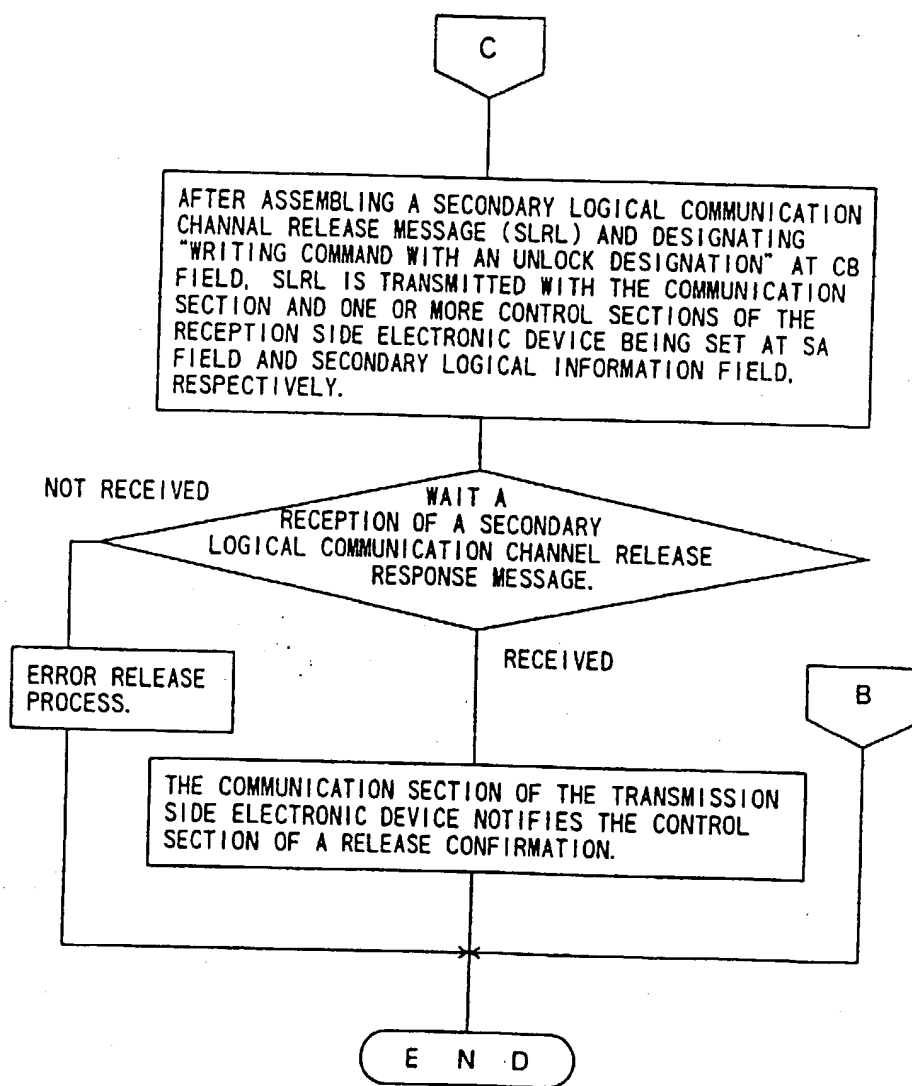 C
AFTER ASSEMBLING A SECONDARY LOGICAL COMMUNICATION
CHANNEL RELEASE MESSAGE (SLRL) AND DESIGNATING
"WRITING COMMAND WITH AN UNLOCK DESIGNATION" AT CB
FIELD, SLRL IS TRANSMITTED WITH THE COMMUNICATION
SECTION AND ONE OR MORE CONTROL SECTIONS OF THE
RECEPTION SIDE ELECTRONIC DEVICE BEING SET AT SA
FIELD AND SECONDARY LOGICAL INFORMATION FIELD,
RESPECTIVELY.
NOT RECEIVED
WAIT A
RECEPTION OF A SECONDARY
LOGICAL COMMUNICATION CHANNEL RELEASE
RESPONSE MESSAGE.
RECEIVED
ERROR RELEASE
PROCESS.
B
THE COMMUNICATION SECTION OF THE TRANSMISSION
SIDE ELECTRONIC DEVICE NOTIFIES THE CONTROL
SECTION OF A RELEASE CONFIRMATION.
E N D